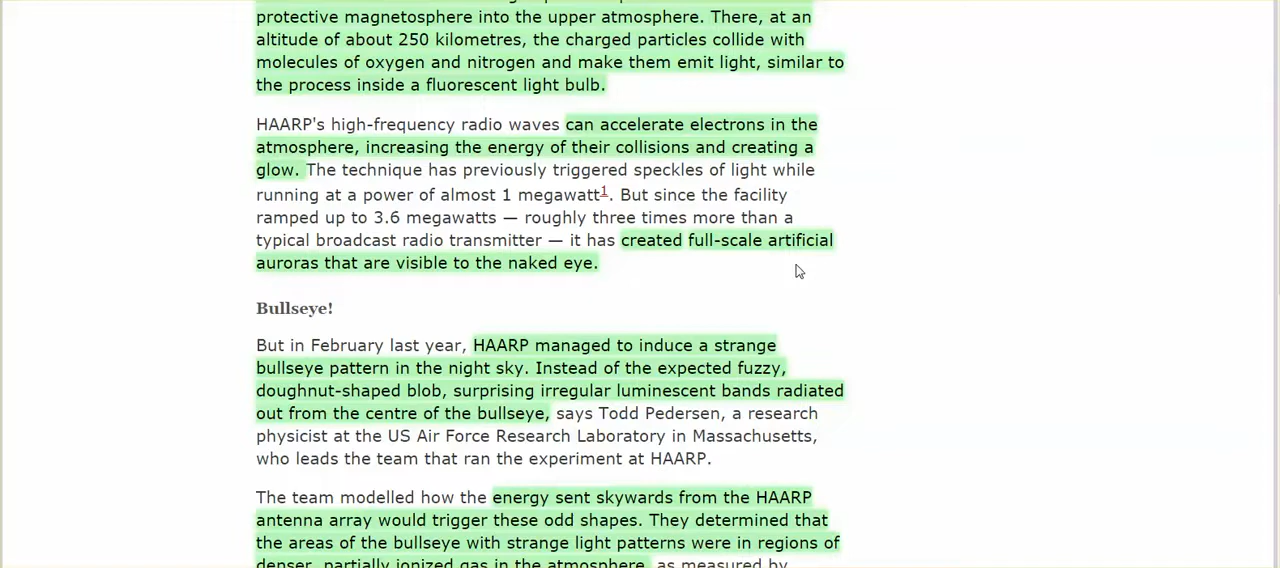 protective magnetosphere into the upper atmosphere. There, at an
altitude of about 250 kilometres, the charged particles collide with
molecules of oxygen and nitrogen and make them emit light, similar to
the process inside a fluorescent light bulb.
HAARP's high-frequency radio waves can accelerate electrons in the
atmosphere, increasing the energy of their collisions and creating a
glow. The technique has previously triggered speckles of light while
running at a power of almost 1 megawatt1. But since the facility
ramped up to 3.6 megawatts — roughly three times more than a
typical broadcast radio transmitter — it has created full-scale artificial
auroras that are visible to the naked eye.
Bullseye!
But in February last year, HAARP managed to induce a strange
bullseye pattern in the night sky. Instead of the expected fuzzy,
doughnut-shaped blob, surprising irregular luminescent bands radiated
out from the centre of the bullseye, says Todd Pedersen, a research
physicist at the US Air Force Research Laboratory in Massachusetts,
who leads the team that ran the experiment at HAARP.
The team modelled how the energy sent skywards from the HAARP
antenna array would trigger these odd shapes. They determined that
the areas of the bullseye with strange light patterns were in regions of
denser, partially ionized gas in the atmosphere, as measured by